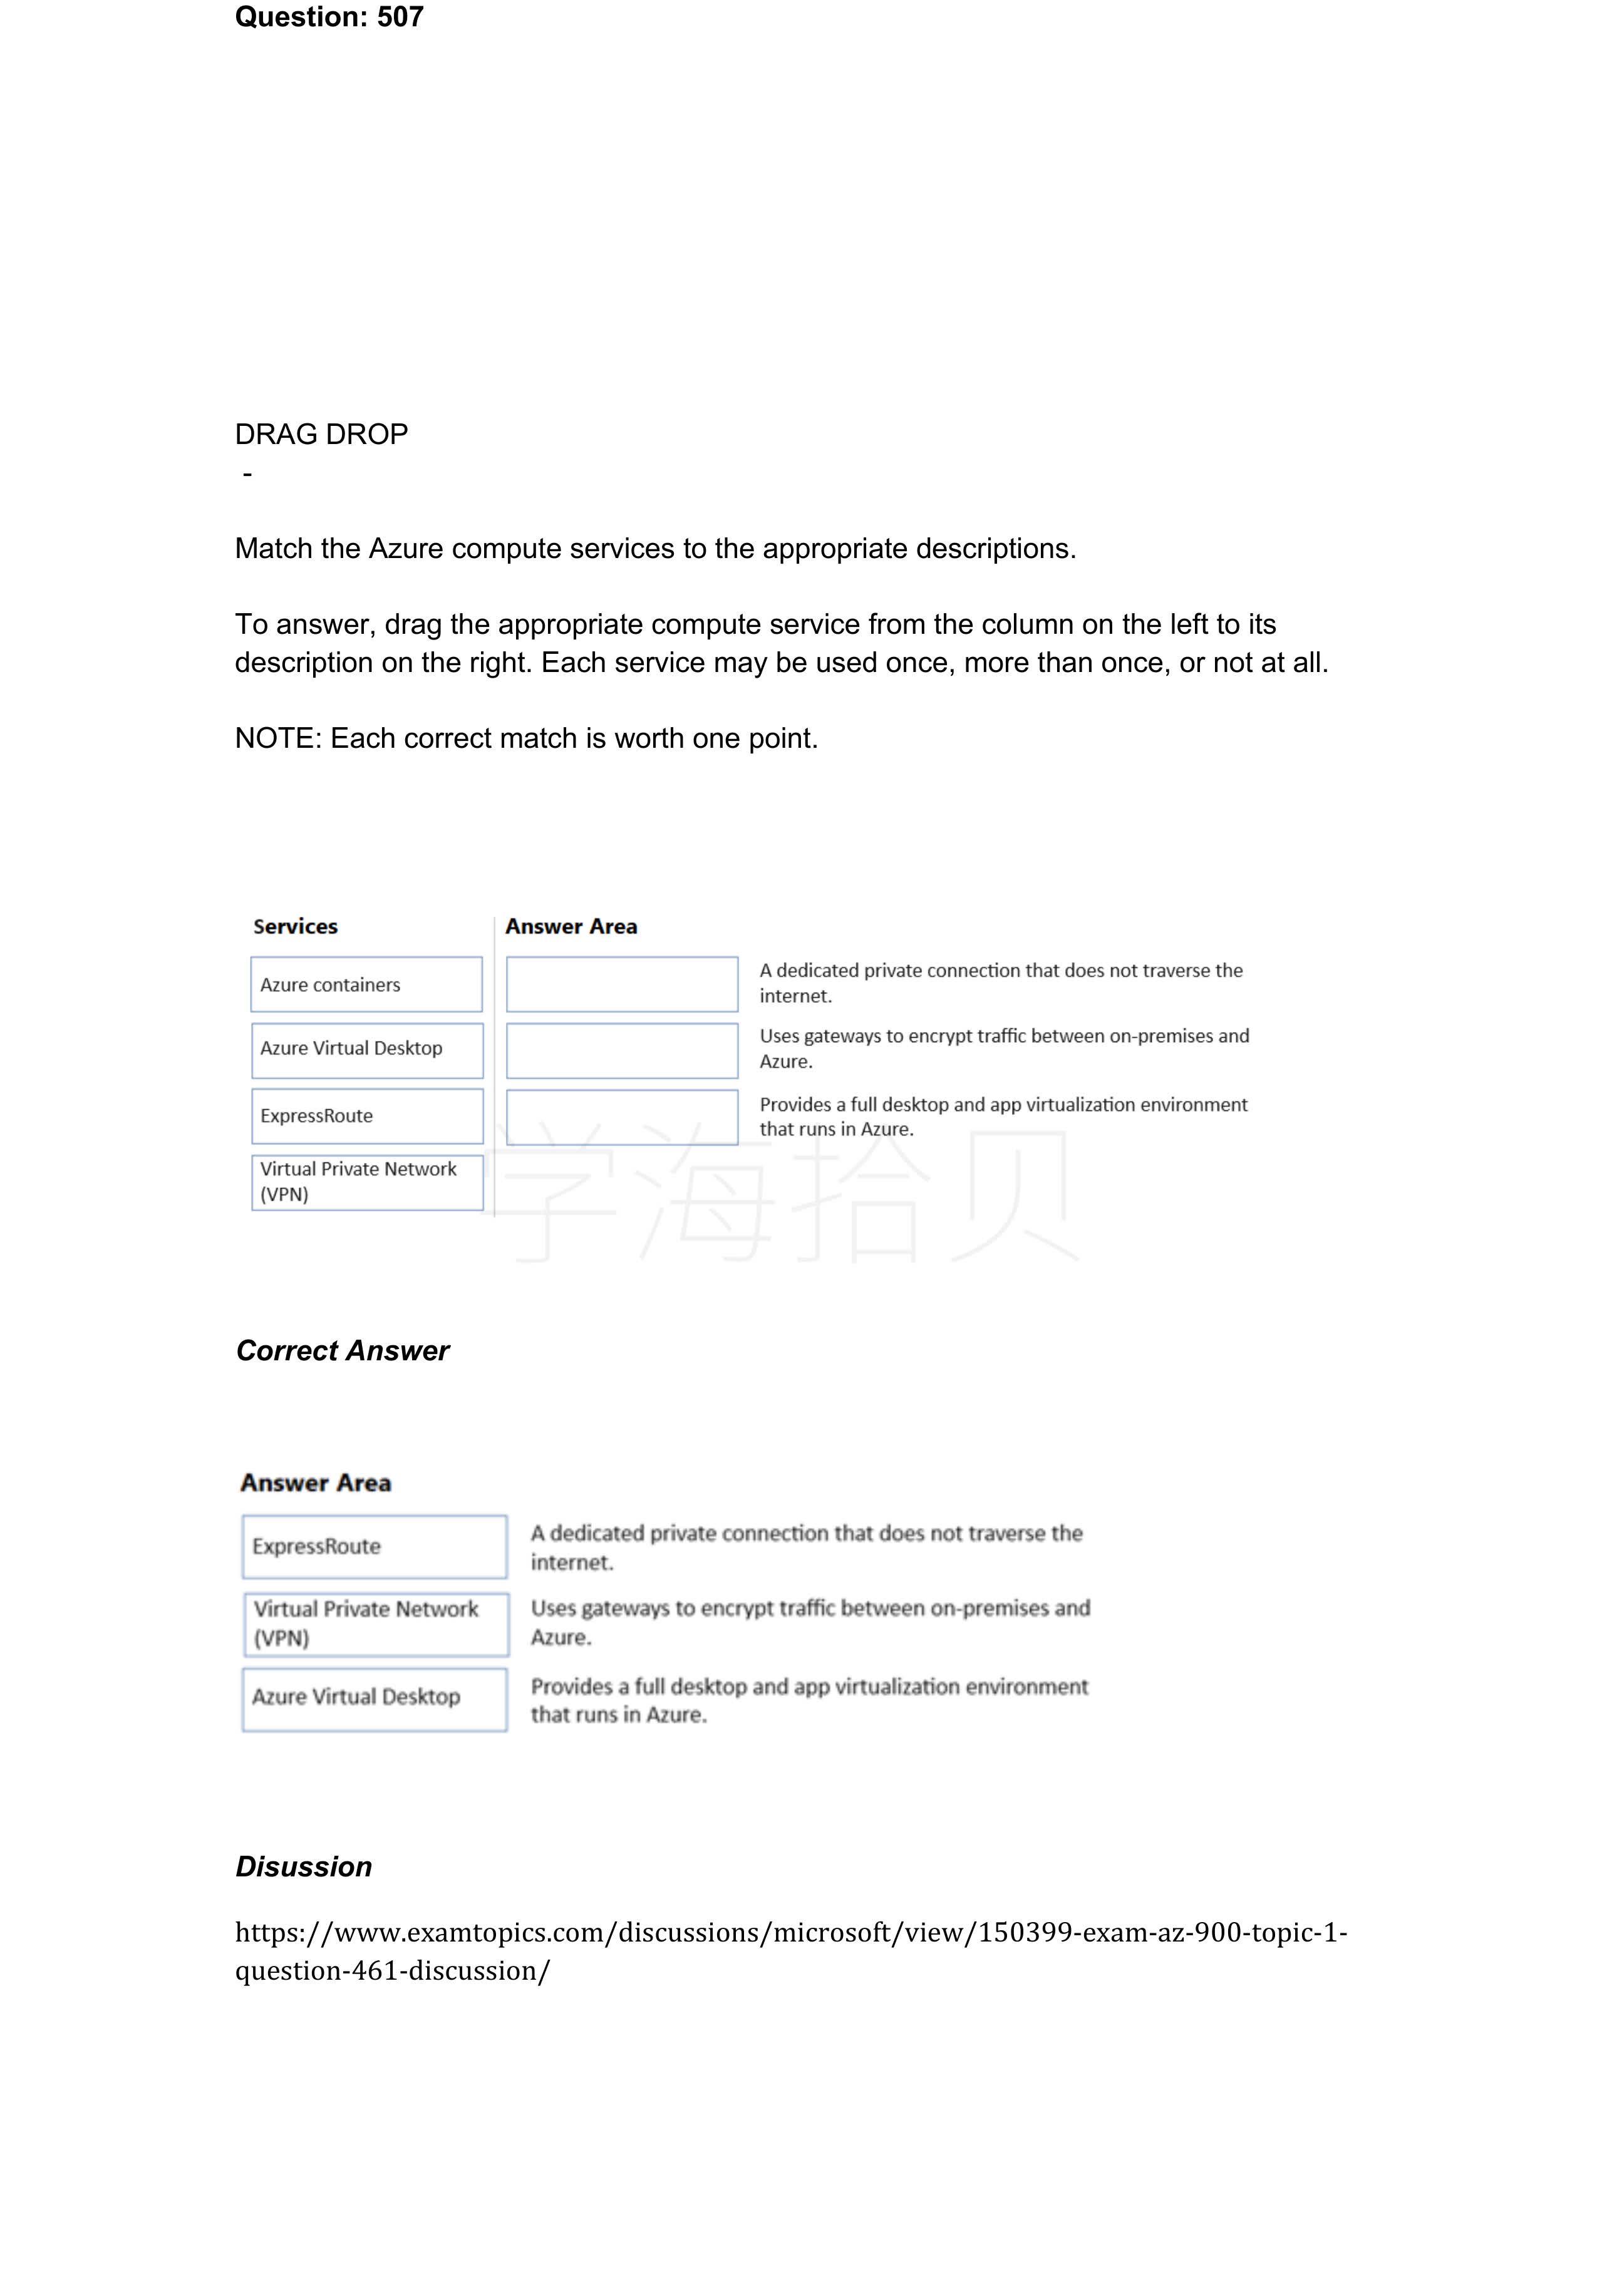 Question: 507
DRAG DROP
-
Match the Azure compute services to the appropriate descriptions.
To answer, drag the appropriate compute service from the column on the left to its
description on the right. Each service may be used once, more than once, or not at all.
NOTE: Each correct match is worth one point.
Services
Answer Area
Azure containers
A dedicated private connection that does not traverse the
internet.
Azure Virtual Desktop
Uses gateways to encrypt traffic between on-premises and
Azure.
ExpressRoute
Provides a full desktop and app virtualization environment
that runs in Azure.
Virtual Private Network
(VPN)
学海拾贝
Correct Answer
Answer Area
ExpressRoute
A dedicated private connection that does not traverse the
internet.
Virtual Private Network
(VPN)
Uses gateways to encrypt traffic between on-premises and
Azure.
Azure Virtual Desktop
Provides a full desktop and app virtualization environment
that runs in Azure.
Disussion
https://www.examtopics.com/discussions/microsoft/view/150399-exam-az-900-topic-1-
question-461-discussion/